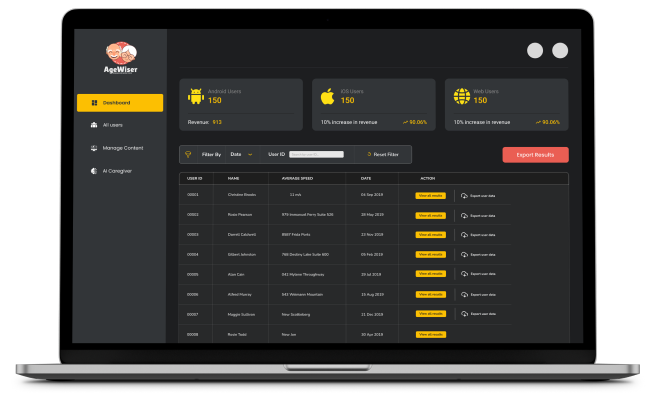 AgeWiser
Dashboard
All users
Manage Content
AI Caregiver
Android Users
150
Revenue: 913
IOS Users
150
10% increase in revenue
90.06%
Web Users
150
10% increase in revenue
90.06%
Filter By
Date
User ID
Reset Filter
Export Results
USER ID NAME AVERAGE SPEED DATE ACTION
00001 Christine Brooks 11 m/s 04 Sep 2019 View all results Export user data
00002 Rosie Pearson 979 Immanuel Ferry Suite 526 28 May 2019 View all results Export user data
00003 Darrell Caldwell 8587 Frida Ports 23 Nov 2019 View all results Export user data
00004 Gilbert Johnston 768 Destiny Lake Suite 600 05 Feb 2019 View all results Export user data
00005 Alan Cain 042 Mylene Throughway 29 Jul 2019 View all results Export user data
00006 Alfred Murray 543 Weimann Mountain 15 Aug 2019 View all results Export user data
00007 Maggie Sullivan New Scottieberg 21 Dec 2019 View all results Export user data
00008 Rosie Todd New Jon 30 Apr 2019 View all results